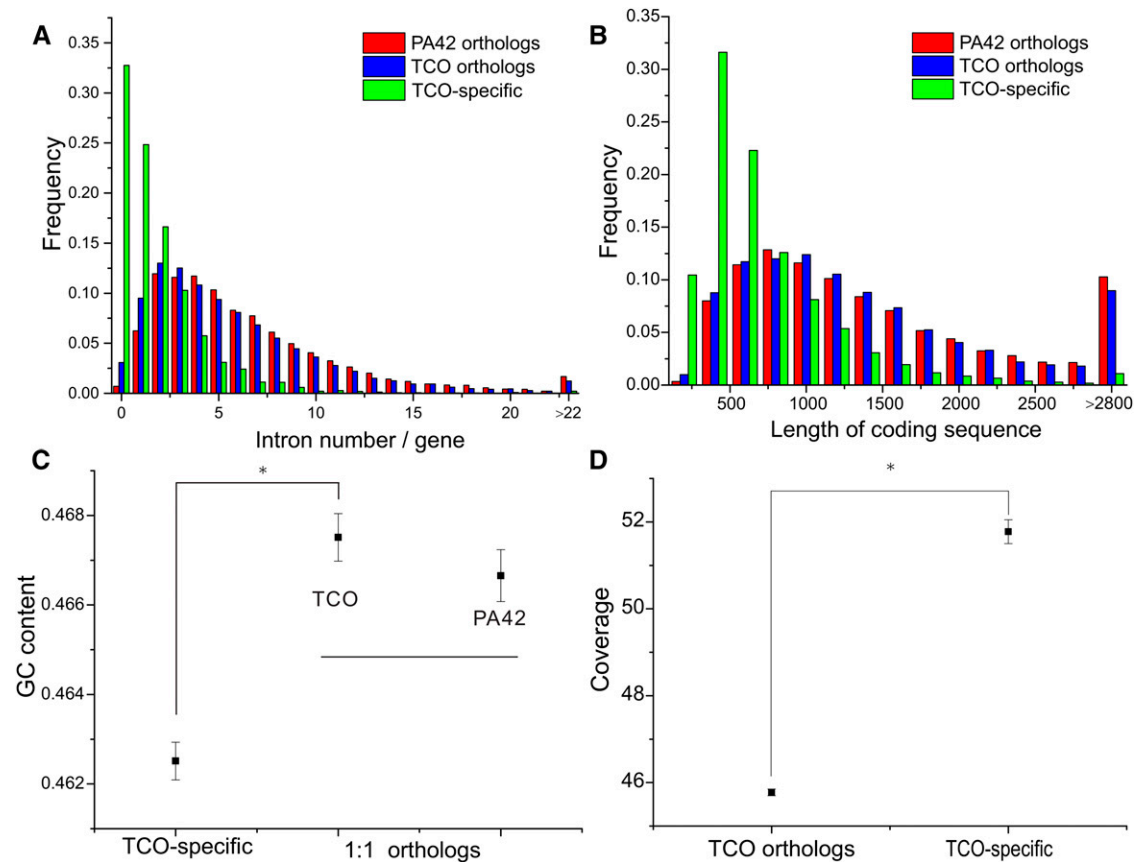 A
PA42 orthologs
TCO orthologs
TCO-specific
Frequency
0.35
0.30
0.25
0.20
0.15
0.10
0.05
0.00
0 5 10 15 20 >22
Intron number / gene
B
PA42 orthologs
TCO orthologs
TCO-specific
Frequency
0.35
0.30
0.25
0.20
0.15
0.10
0.05
0.00
500 1000 1500 2000 2500 >2800
Length of coding sequence
C
*
GC content
0.468
0.466
0.464
0.462
TCO
PA42
TCO-specific 1:1 orthologs
D
*
Coverage
52
50
48
46
TCO orthologs TCO-specific